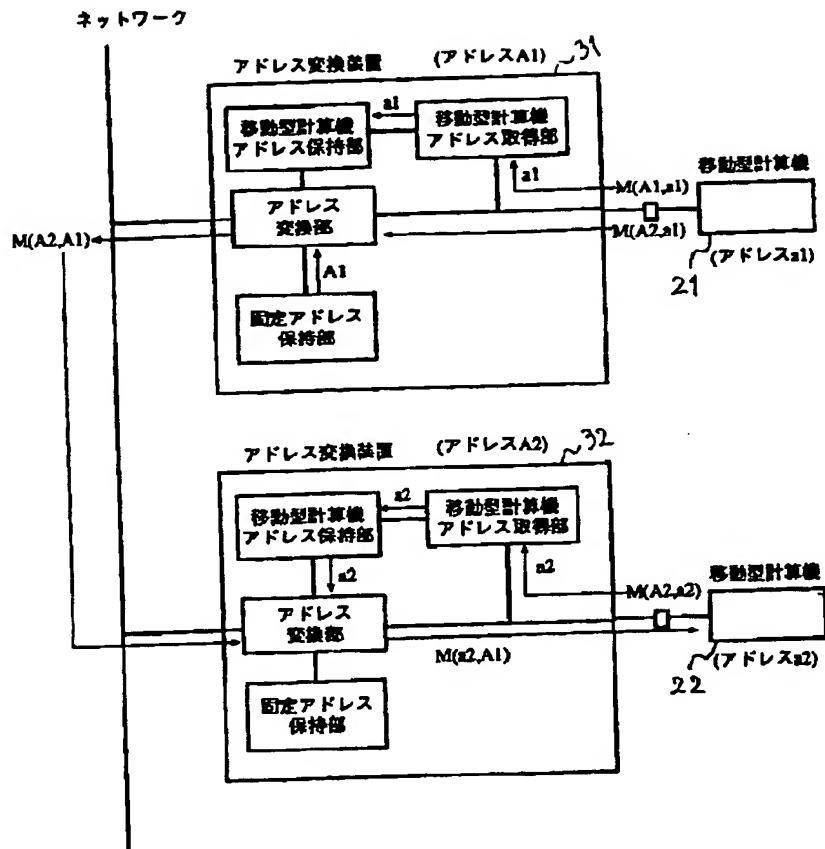 ネットワーク
アドレス変換装置 (アドレスA1) 31
a1
移動型計算機
アドレス保持部
移動型計算機
アドレス取得部
a1
M(A1,a1)
移動型計算機
アドレス
変換部
M(A2,A1)
M(A2,a1)
21
(アドレスa1)
A1
固定アドレス
保持部
アドレス変換装置 (アドレスA2) 32
a2
移動型計算機
アドレス保持部
移動型計算機
アドレス取得部
a2
a2
M(A2,a2)
移動型計算機
アドレス
変換部
M(a2,A1)
22
(アドレスa2)
固定アドレス
保持部